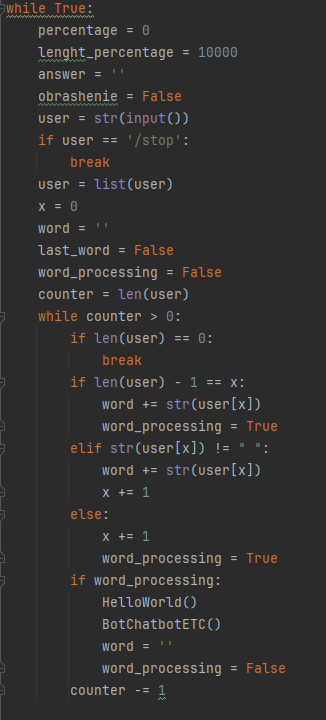 while True:
    percentage = 0
    lenght_percentage = 10000
    answer = ''
    obrashenie = False
    user = str(input())
    if user == '/stop':
        break
    user = list(user)
    x = 0
    word = ''
    last_word = False
    word_processing = False
    counter = len(user)
    while counter > 0:
        if len(user) == 0:
            break
        if len(user) - 1 == x:
            word += str(user[x])
            word_processing = True
        elif str(user[x]) != " ":
            word += str(user[x])
            x += 1
        else:
            x += 1
            word_processing = True
        if word_processing:
            HelloWorld()
            BotChatbotETC()
            word = ''
            word_processing = False
        counter -= 1